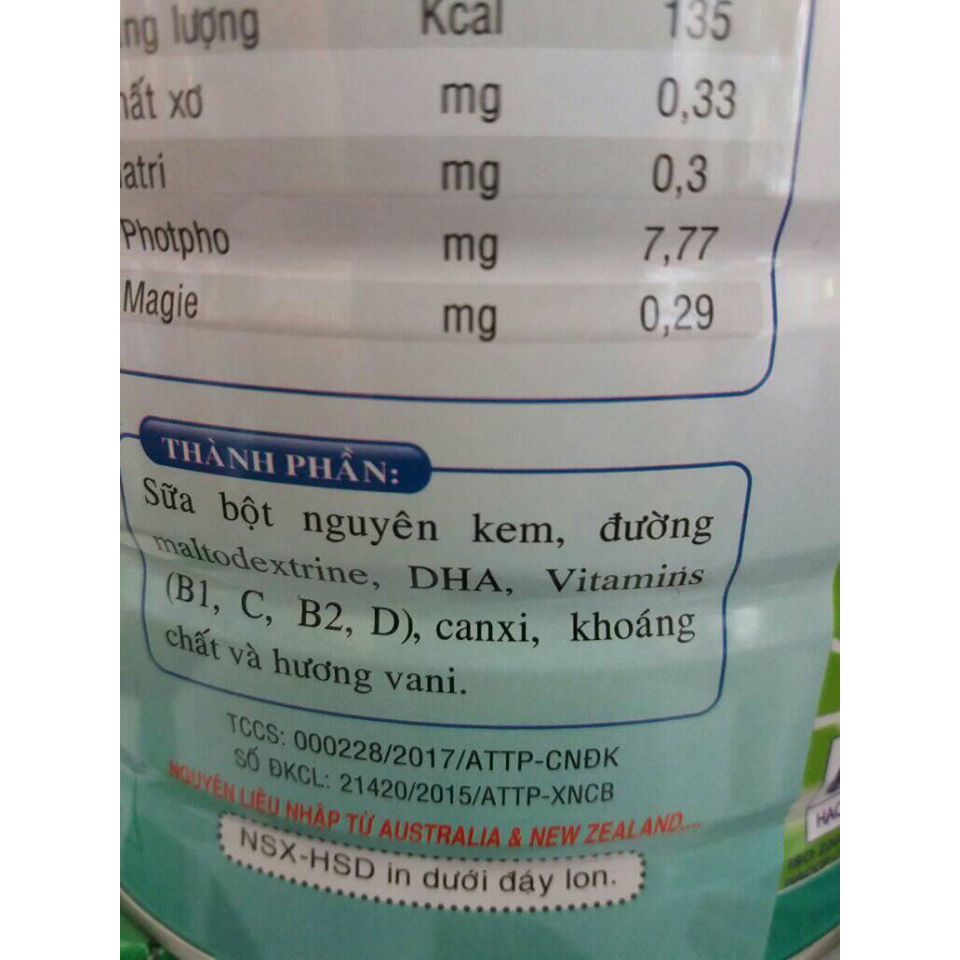 ng lượng Kcal 135
hất xơ mg 0,33
atri mg 0,3
Photpho mg 7,77
Magie mg 0,29
THÀNH PHẦN:
Sữa bột nguyên kem, đường
maltodextrine, DHA, Vitamins
(B1, C, B2, D), canxi, khoáng
chất và hương vani.
TCCS: 000228/2017/ATTP-CNĐK
SỐ ĐKCL: 21420/2015/ATTP-XNCB
NGUYÊN LIỆU NHẬP TỪ AUSTRALIA & NEW ZEALAND....
NSX-HSD in dưới đáy lon.
HAC